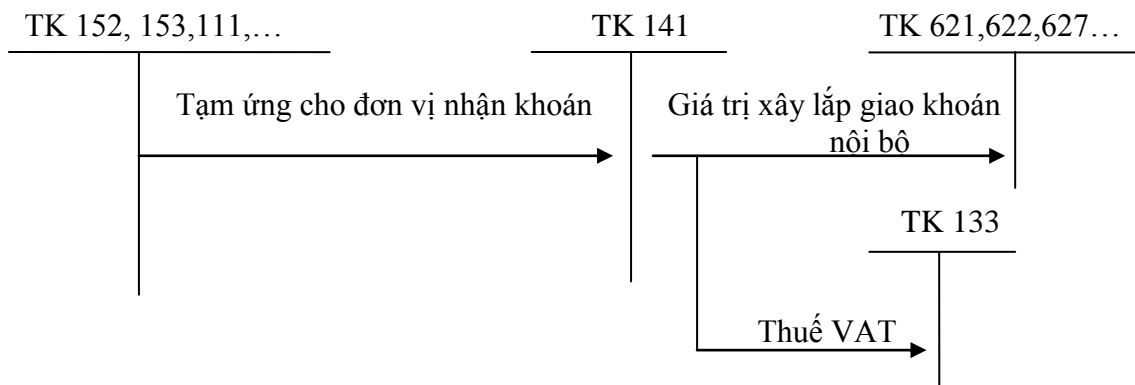 TK 152, 153,111,…
TK 141
TK 621,622,627…
Tạm ứng cho đơn vị nhận khoán
Giá trị xây lắp giao khoán
nội bộ
TK 133
Thuế VAT